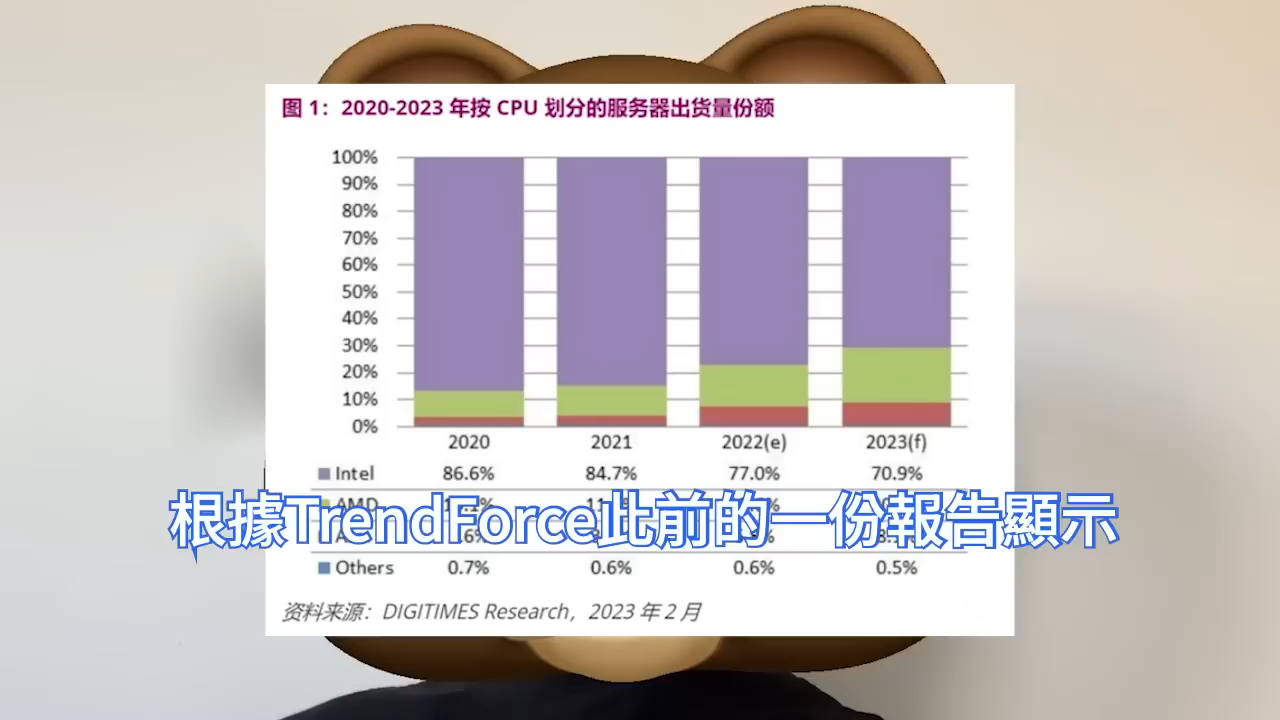 图 1：2020-2023 年按 CPU 划分的服务器出货量份额
100%
90%
80%
70%
60%
50%
40%
30%
20%
10%
0%
2020 2021 2022(e) 2023(f)
Intel 86.6% 84.7% 77.0% 70.9%
AMD
根據TrendForce此前的一份報告顯示
Others 0.7% 0.6% 0.6% 0.5%
资料来源：DIGITIMES Research，2023 年 2 月